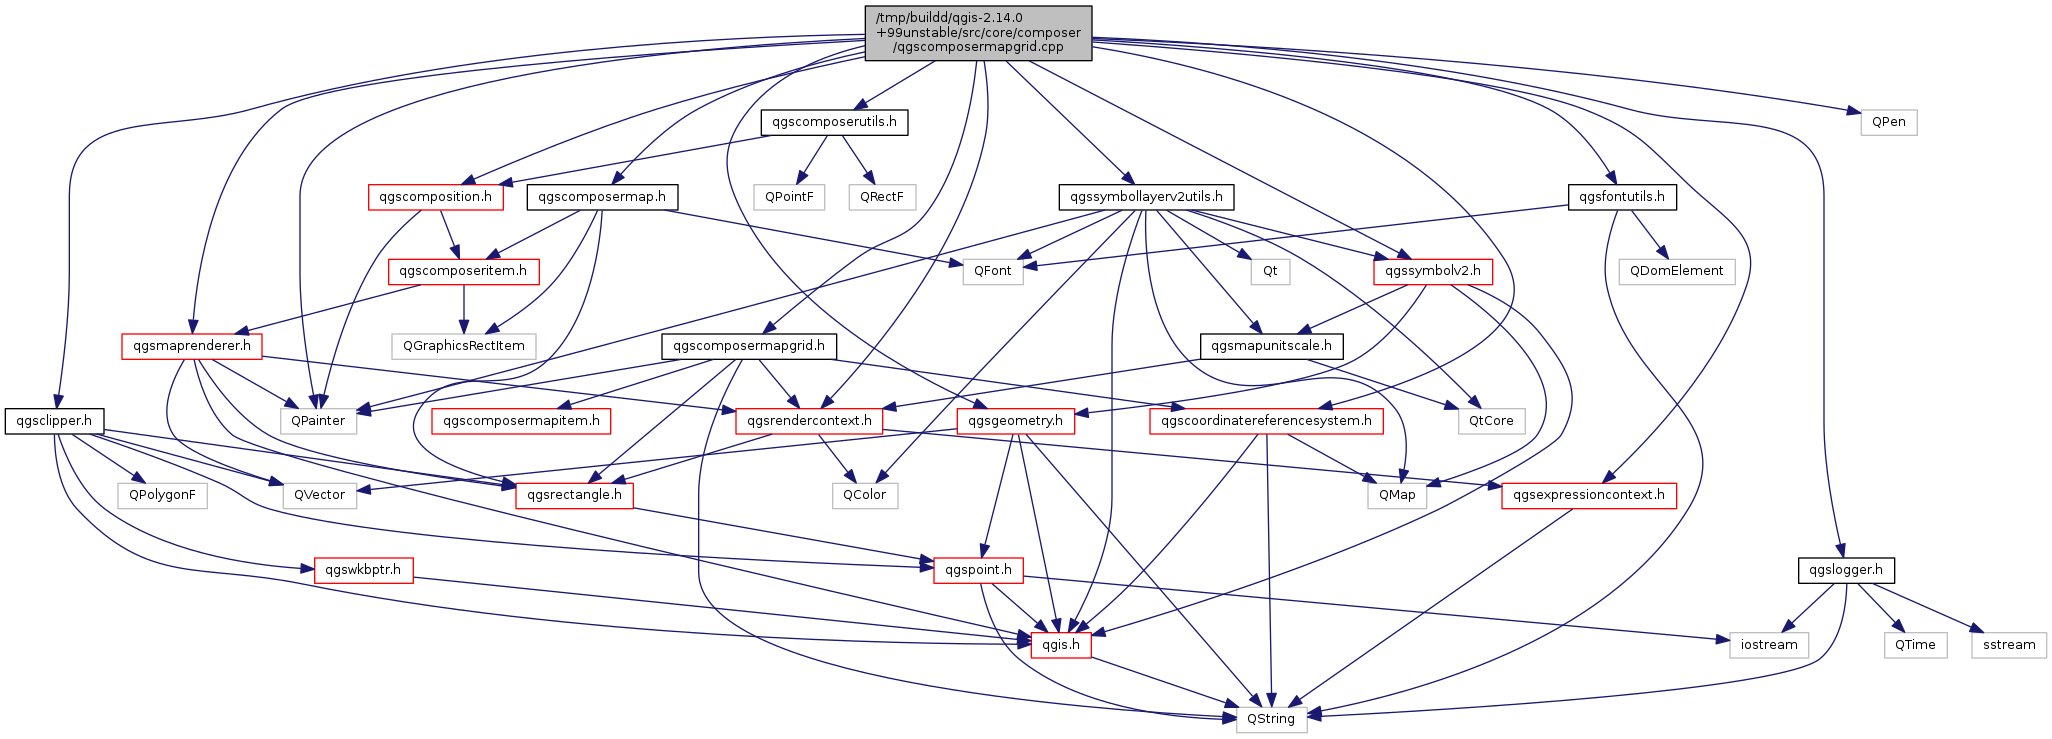 /tmp/buildd/qgis-2.14.0
+99unstable/src/core/composer
/qgscomposermapgrid.cpp
qgscomposerutils.h
QPen
qgscomposition.h
qgscomposermap.h
QPointF
QRectF
qgssymbollayerv2utils.h
qgsfontutils.h
qgscomposeritem.h
QFont
Qt
qgssymbolv2.h
QDomElement
qgsmaprenderer.h
QGraphicsRectItem
qgscomposermapgrid.h
qgsmapunitscale.h
qgsclipper.h
QPainter
qgscomposermapitem.h
qgsrendercontext.h
qgsgeometry.h
qgscoordinatereferencesystem.h
QtCore
QPolygonF
QVector
qgsrectangle.h
QColor
QMap
qgsexpressioncontext.h
qgswkbptr.h
qgspoint.h
qgslogger.h
qgis.h
iostream
QTime
sstream
QString